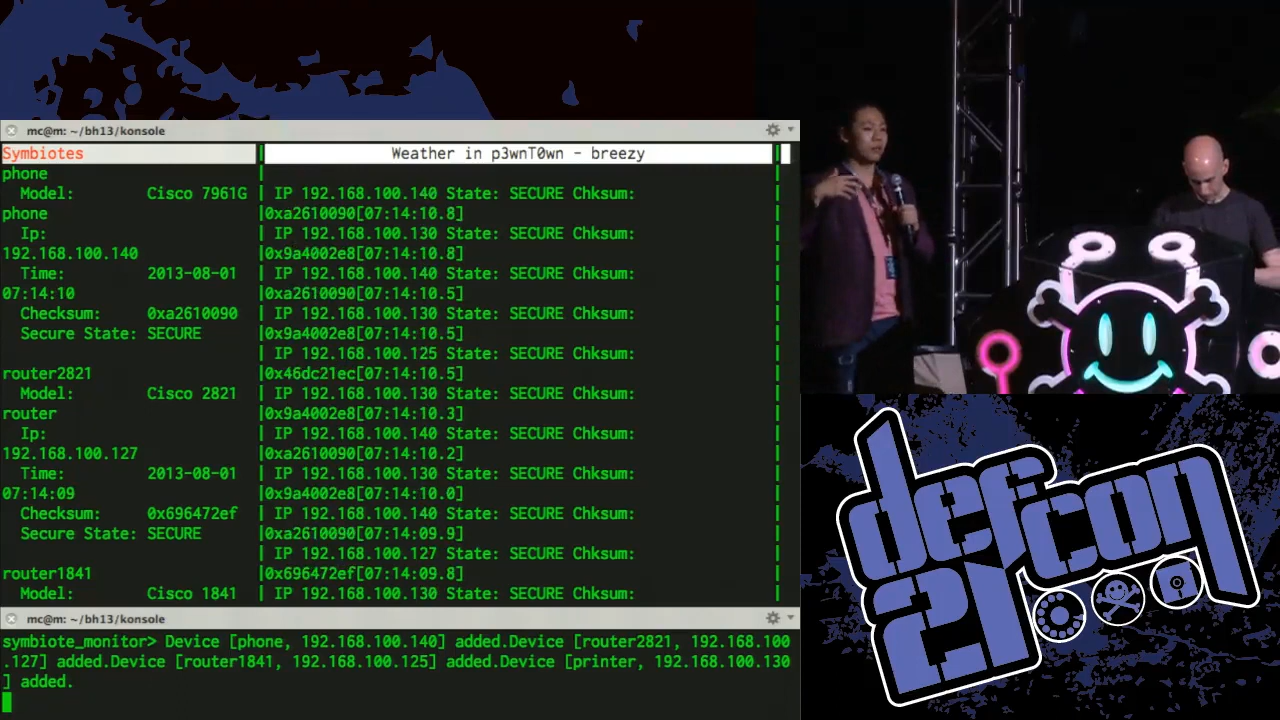 mc@m: ~/bh13/konsole
Symbiotes | Weather in p3wnT0wn - breezy |
phone | |
Model: Cisco 7961G | IP 192.168.100.140 State: SECURE Chksum: |
phone |0xa2610090[07:14:10.8] |
Ip: | IP 192.168.100.130 State: SECURE Chksum: |
192.168.100.140 |0x9a4002e8[07:14:10.8] |
Time: 2013-08-01 | IP 192.168.100.140 State: SECURE Chksum: |
07:14:10 |0xa2610090[07:14:10.5] |
Checksum: 0xa2610090 | IP 192.168.100.130 State: SECURE Chksum: |
Secure State: SECURE |0x9a4002e8[07:14:10.5] |
| IP 192.168.100.125 State: SECURE Chksum: |
router2821 |0x46dc21ec[07:14:10.5] |
Model: Cisco 2821 | IP 192.168.100.130 State: SECURE Chksum: |
router |0x9a4002e8[07:14:10.3] |
Ip: | IP 192.168.100.140 State: SECURE Chksum: |
192.168.100.127 |0xa2610090[07:14:10.2] |
Time: 2013-08-01 | IP 192.168.100.130 State: SECURE Chksum: |
07:14:09 |0x9a4002e8[07:14:10.0] |
Checksum: 0x696472ef | IP 192.168.100.140 State: SECURE Chksum: |
Secure State: SECURE |0xa2610090[07:14:09.9] |
| IP 192.168.100.127 State: SECURE Chksum: |
router1841 |0x696472ef[07:14:09.8] |
Model: Cisco 1841 | IP 192.168.100.130 State: SECURE Chksum: |
mc@m: ~/bh13/konsole
symbiote_monitor> Device [phone, 192.168.100.140] added.Device [router2821, 192.168.100
.127] added.Device [router1841, 192.168.100.125] added.Device [printer, 192.168.100.130
] added.
defcon
21